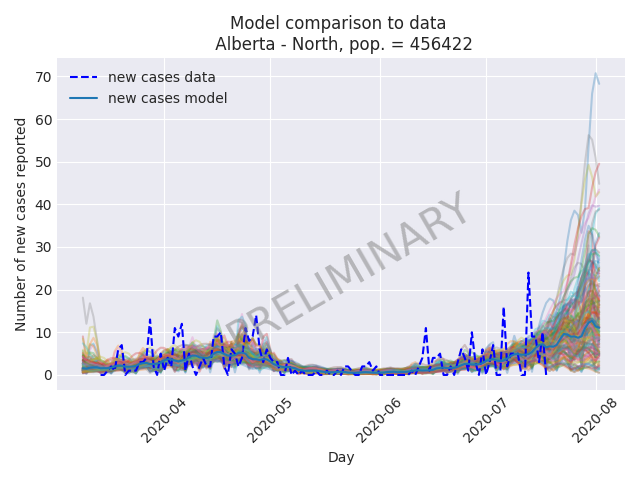 Model comparison to data
Alberta - North, pop. = 456422
new cases data
new cases model
Number of new cases reported
70
60
50
40
30
20
10
0
PRELIMINARY
2020-04
2020-05
2020-06
2020-07
2020-08
Day